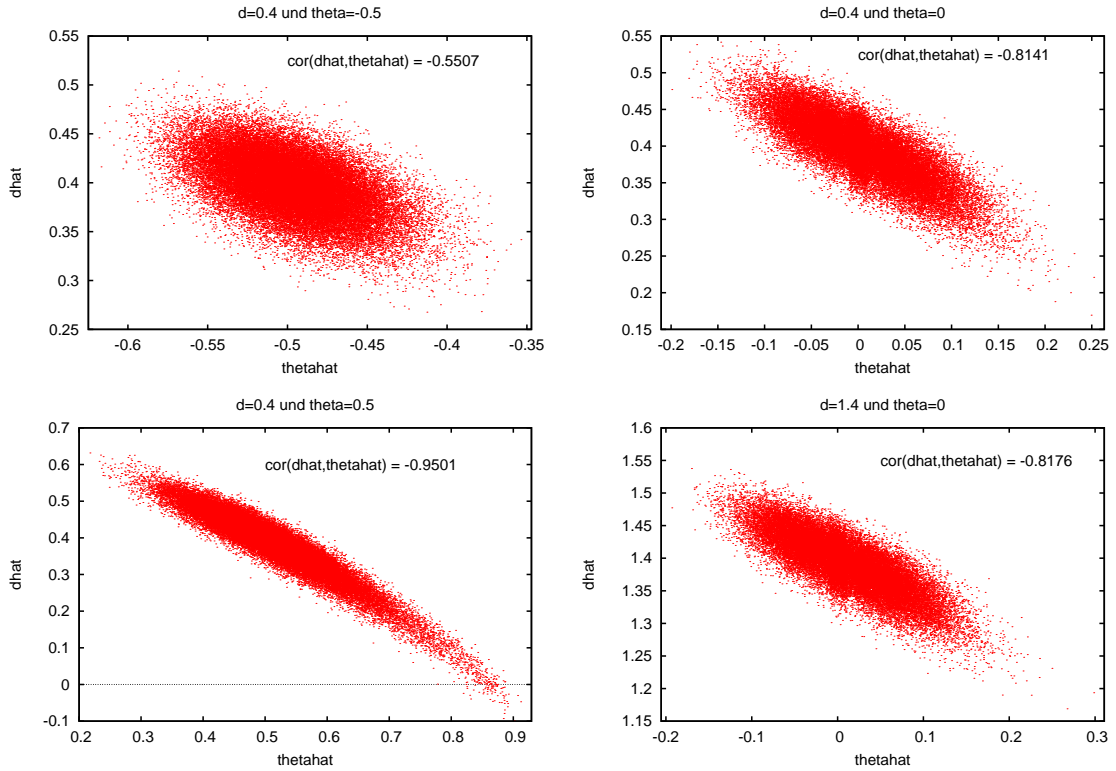 d=0.4 und theta=-0.5
cor(dhat,thetahat) = -0.5507
0.55
0.5
0.45
0.4
0.35
0.3
0.25
dhat
-0.6 -0.55 -0.5 -0.45 -0.4 -0.35
thetahat
d=0.4 und theta=0
cor(dhat,thetahat) = -0.8141
0.55
0.5
0.45
0.4
0.35
0.3
0.25
0.2
0.15
dhat
-0.2 -0.15 -0.1 -0.05 0 0.05 0.1 0.15 0.2 0.25
thetahat
d=0.4 und theta=0.5
cor(dhat,thetahat) = -0.9501
0.7
0.6
0.5
0.4
0.3
0.2
0.1
0
-0.1
dhat
0.2 0.3 0.4 0.5 0.6 0.7 0.8 0.9
thetahat
d=1.4 und theta=0
cor(dhat,thetahat) = -0.8176
1.6
1.55
1.5
1.45
1.4
1.35
1.3
1.25
1.2
1.15
dhat
-0.2 -0.1 0 0.1 0.2 0.3
thetahat